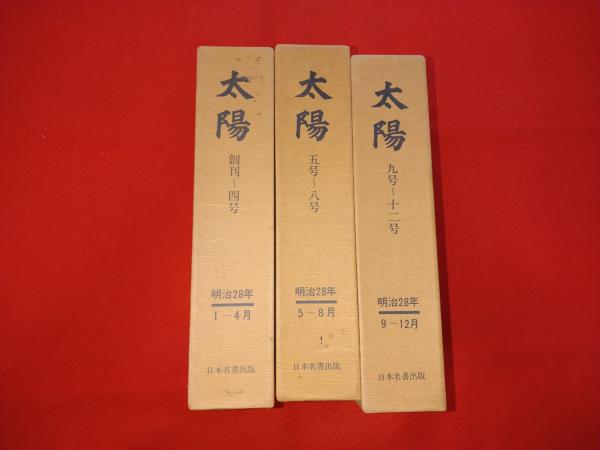 太陽
創刊~四号
明治28年
1~4月
日本名書出版
太陽
五号~八号
明治28年
5~8月
日本名書出版
太陽
九号~十二号
明治28年
9~12月
日本名書出版